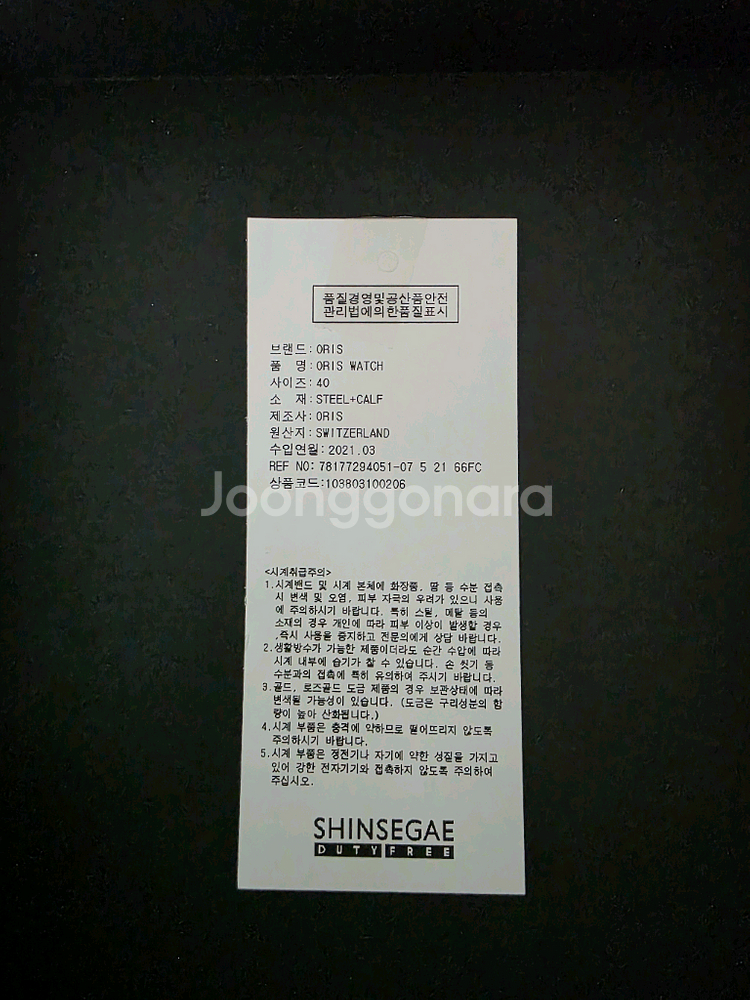 품질경영및공산품안전
관리법에의한품질표시
브랜드:ORIS
품 명:ORIS WATCH
사이즈:40
소 재:STEEL+CALF
제조사:ORIS
원산지:SWITZERLAND
수입연월:2021.03
REF NO:78177294051-07 5 21 66FC
상품코드:103803100206
Joonggonara
<시계취급주의>
1.시계밴드 및 시계 본체에 화장품, 땀 등 수분 접촉
시 변색 및 오염, 피부 자극의 우려가 있으니 사용
에 주의하시기 바랍니다. 특히 스틸, 메탈 등의
소재의 경우 개인에 따라 피부 이상이 발생할 경우
,즉시 사용을 중지하고 전문의에게 상담 바랍니다.
2.생활방수가 가능한 제품이더라도 순간 수압에 따라
시계 내부에 습기가 찰 수 있습니다. 손 씻기 등
수분과의 접촉에 특히 유의하여 주시기 바랍니다.
3.골드, 로즈골드 도금 제품의 경우 보관상태에 따라
변색될 가능성이 있습니다. (도금은 구리성분의 함
량이 높아 산화됩니다.)
4.시계 부품은 충격에 약하므로 떨어뜨리지 않도록
주의하시기 바랍니다.
5.시계 부품은 정전기나 자기에 약한 성질을 가지고
있어 강한 전자기기와 접촉하지 않도록 주의하여
주십시오.
SHINSEGAE
DUTY FREE